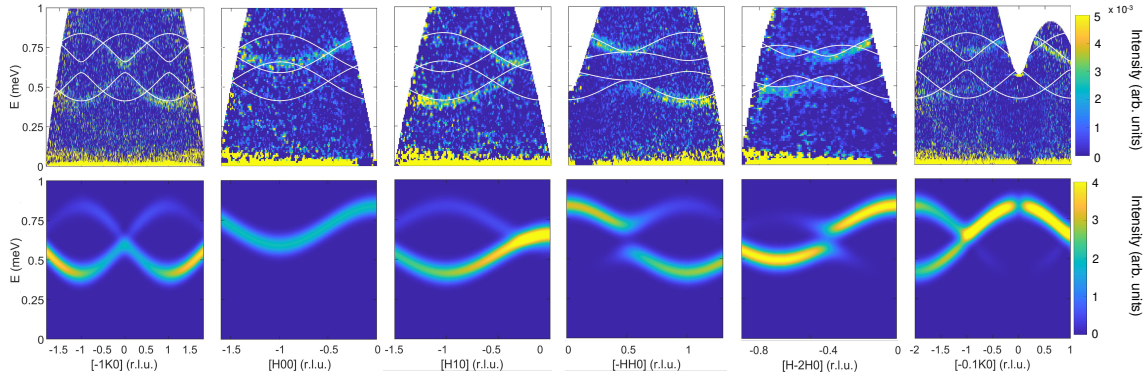 x 10⁻³
1
0.75
0.5
0.25
0
E (meV)
5
4
3
2
1
0
Intensity (arb. units)
1
0.75
0.5
0.25
0
E (meV)
4
3
2
1
0
Intensity (arb. units)
-1.5 -1 -0.5 0 0.5 1 1.5
-1.5 -1 -0.5 0
-1.5 -1 -0.5 0
0 0.5 1
-0.8 -0.4 0
-2 -1.5 -1 -0.5 0 0.5 1
[-1K0] (r.l.u.)
[H00] (r.l.u.)
[H10] (r.l.u.)
[-HH0] (r.l.u.)
[H-2H0] (r.l.u.)
[-0.1K0] (r.l.u.)